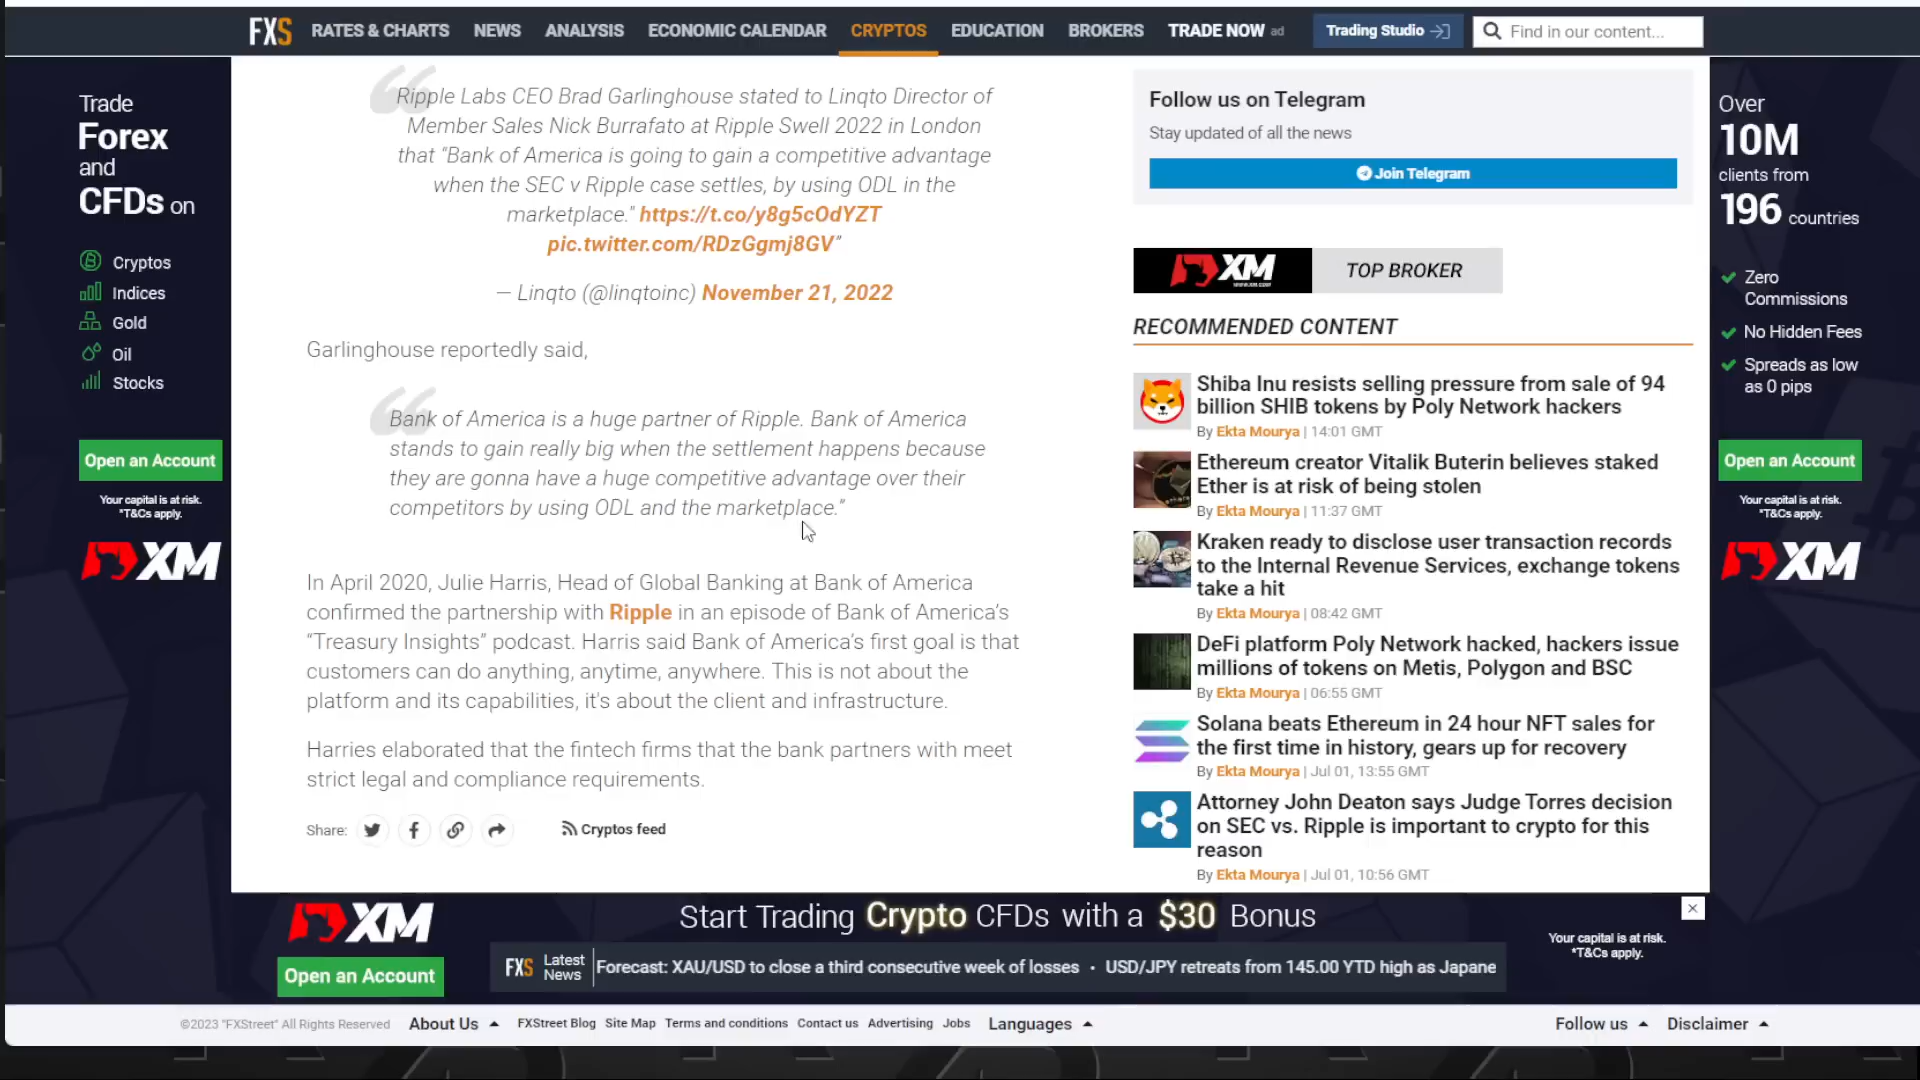 FXS RATES & CHARTS NEWS ANALYSIS ECONOMIC CALENDAR CRYPTOS EDUCATION BROKERS TRADE NOW ad Trading Studio Find in our content...
Trade
Forex
and
CFDs on
Cryptos
Indices
Gold
Oil
Stocks
Open an Account
Your capital is at risk.
*T&Cs apply.
XM
Ripple Labs CEO Brad Garlinghouse stated to Linqto Director of
Member Sales Nick Burrafato at Ripple Swell 2022 in London
that "Bank of America is going to gain a competitive advantage
when the SEC v Ripple case settles, by using ODL in the
marketplace." https://t.co/y8g5cOdYZT
pic.twitter.com/RDzGgmj8GV”
— Linqto (@linqtoinc) November 21, 2022
Garlinghouse reportedly said,
Bank of America is a huge partner of Ripple. Bank of America
stands to gain really big when the settlement happens because
they are gonna have a huge competitive advantage over their
competitors by using ODL and the marketplace.”
In April 2020, Julie Harris, Head of Global Banking at Bank of America
confirmed the partnership with Ripple in an episode of Bank of America’s
“Treasury Insights” podcast. Harris said Bank of America’s first goal is that
customers can do anything, anytime, anywhere. This is not about the
platform and its capabilities, it's about the client and infrastructure.
Harries elaborated that the fintech firms that the bank partners with meet
strict legal and compliance requirements.
Share:
Cryptos feed
Follow us on Telegram
Stay updated of all the news
Join Telegram
XM
WWW.XM.COM
TOP BROKER
RECOMMENDED CONTENT
Shiba Inu resists selling pressure from sale of 94
billion SHIB tokens by Poly Network hackers
By Ekta Mourya | 14:01 GMT
Ethereum creator Vitalik Buterin believes staked
Ether is at risk of being stolen
By Ekta Mourya | 11:37 GMT
Kraken ready to disclose user transaction records
to the Internal Revenue Services, exchange tokens
take a hit
By Ekta Mourya | 08:42 GMT
DeFi platform Poly Network hacked, hackers issue
millions of tokens on Metis, Polygon and BSC
By Ekta Mourya | 06:55 GMT
Solana beats Ethereum in 24 hour NFT sales for
the first time in history, gears up for recovery
By Ekta Mourya | Jul 01, 13:55 GMT
Attorney John Deaton says Judge Torres decision
on SEC vs. Ripple is important to crypto for this
reason
By Ekta Mourya | Jul 01, 10:56 GMT
Over
10M
clients from
196 countries
Zero
Commissions
No Hidden Fees
Spreads as low
as 0 pips
Open an Account
Your capital is at risk.
*T&Cs apply.
XM
XM
Open an Account
Start Trading Crypto CFDs with a $30 Bonus
Your capital is at risk.
*T&Cs apply.
FXS Latest News Forecast: XAU/USD to close a third consecutive week of losses • USD/JPY retreats from 145.00 YTD high as Japane
©2023 "FXStreet" All Rights Reserved About Us FXStreet Blog Site Map Terms and conditions Contact us Advertising Jobs Languages Follow us Disclaimer